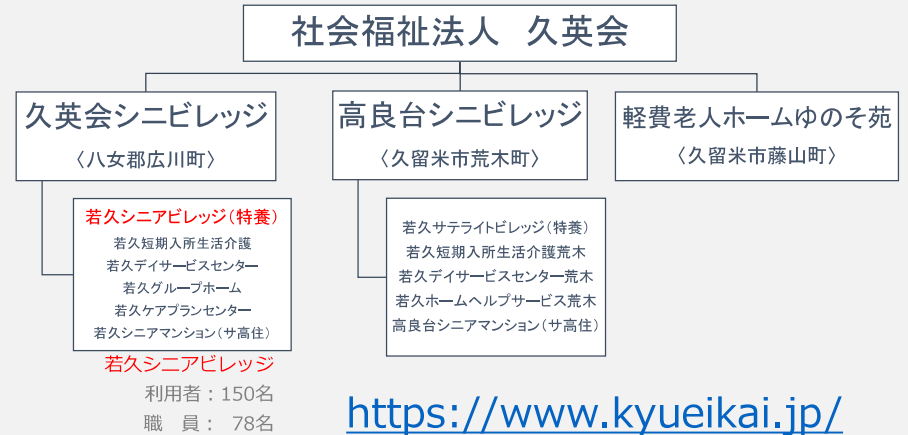 社会福祉法人　久英会
久英会シニビレッジ
〈八女郡広川町〉
高良台シニビレッジ
〈久留米市荒木町〉
軽費老人ホームゆのそ苑
〈久留米市藤山町〉
若久シニアビレッジ(特養)
若久短期入所生活介護
若久デイサービスセンター
若久グループホーム
若久ケアプランセンター
若久シニアマンション(サ高住)
若久サテライトビレッジ(特養)
若久短期入所生活介護荒木
若久デイサービスセンター荒木
若久ホームヘルプサービス荒木
高良台シニアマンション(サ高住)
若久シニアビレッジ
利用者：150名
職　員： 78名
https://www.kyueikai.jp/